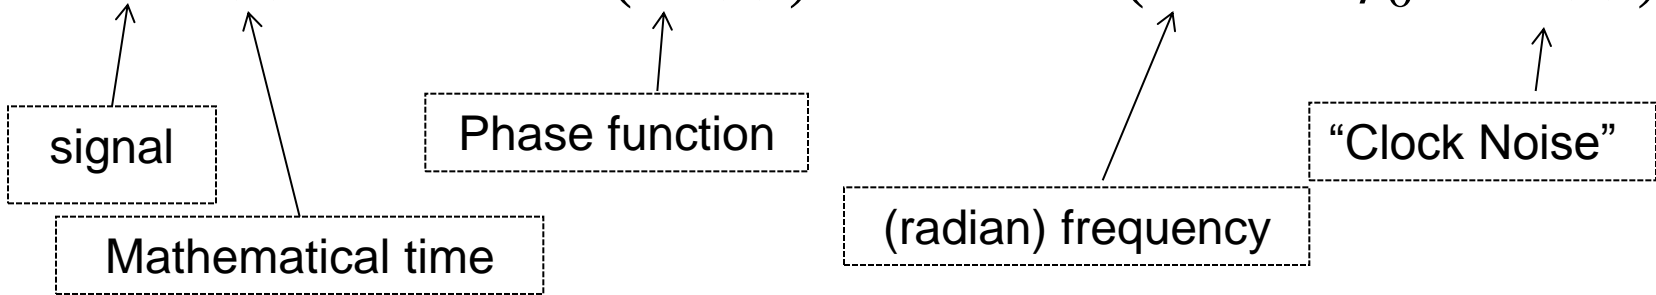 signal
Phase function
"Clock Noise"
(radian) frequency
Mathematical time